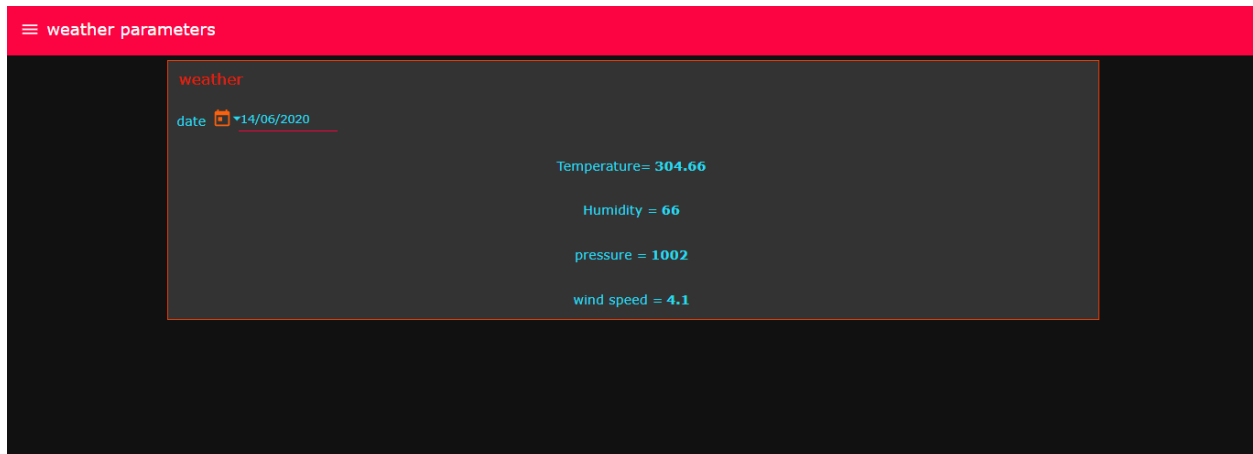 weather parameters
weather
date 14/06/2020
Temperature= 304.66
Humidity = 66
pressure = 1002
wind speed = 4.1